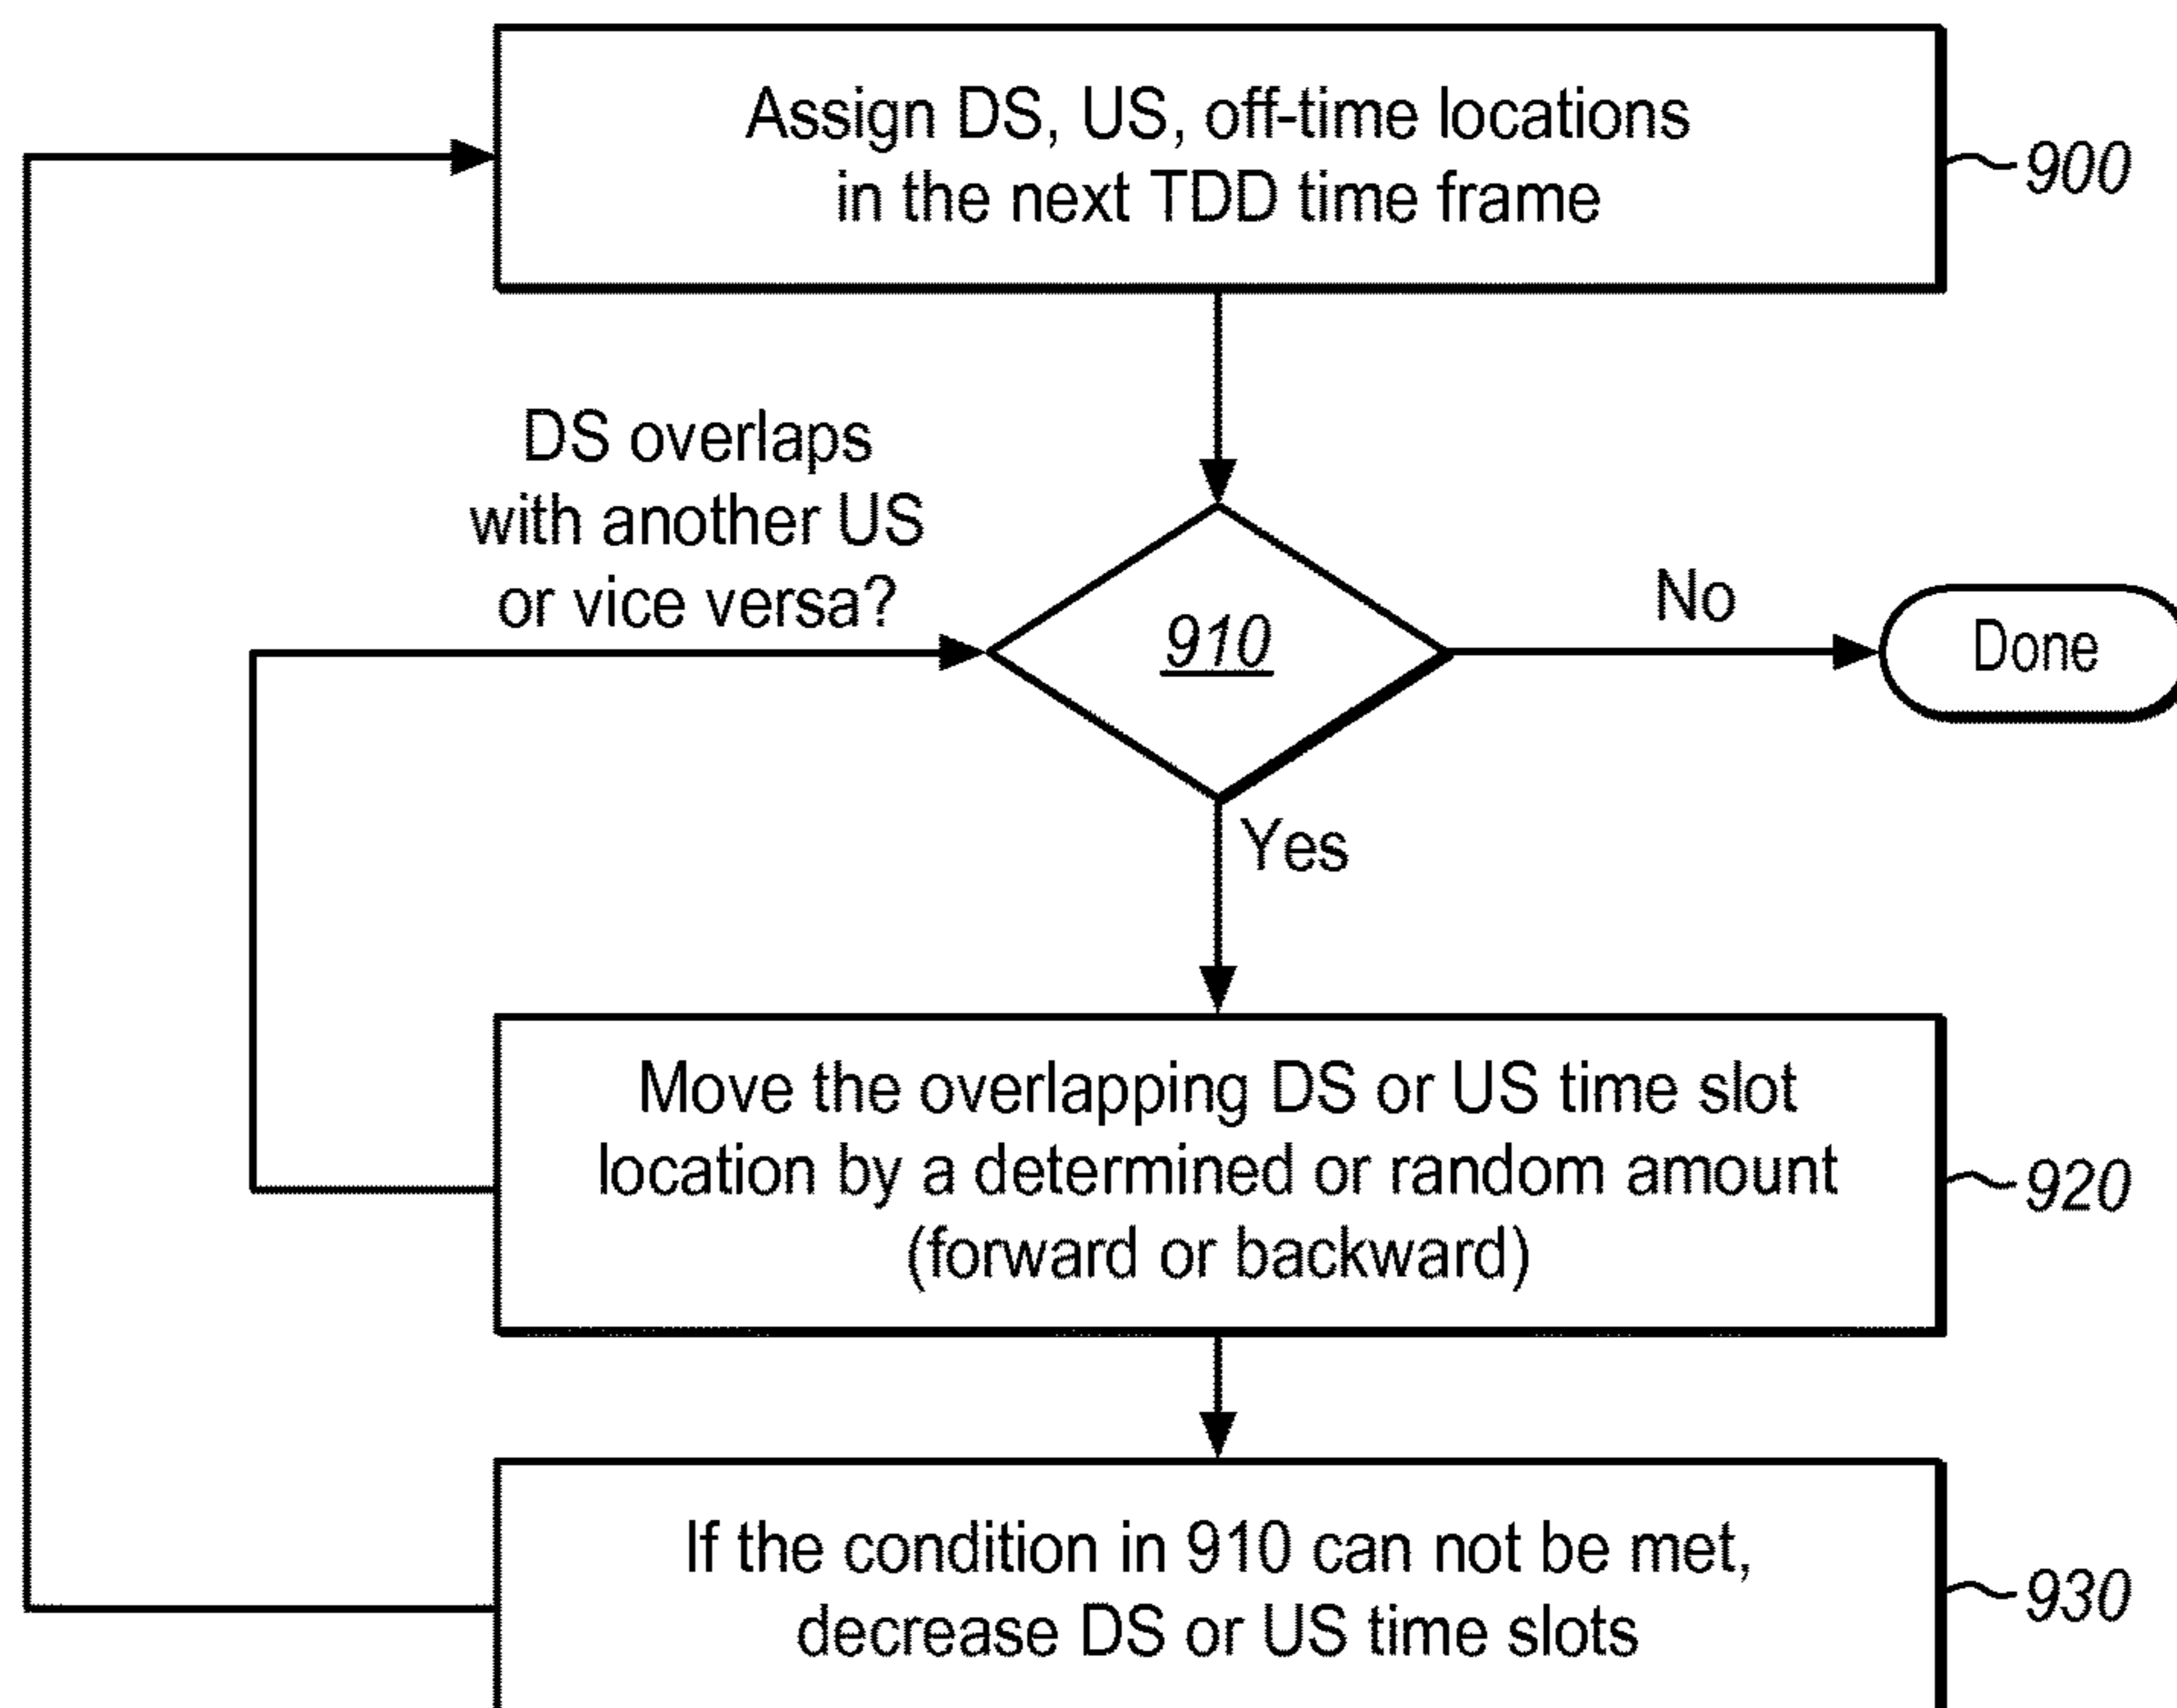 Assign DS, US, off-time locations
in the next TDD time frame
900
DS overlaps
with another US
or vice versa?
910
No
Done
Yes
Move the overlapping DS or US time slot
location by a determined or random amount
(forward or backward)
920
If the condition in 910 can not be met,
decrease DS or US time slots
930